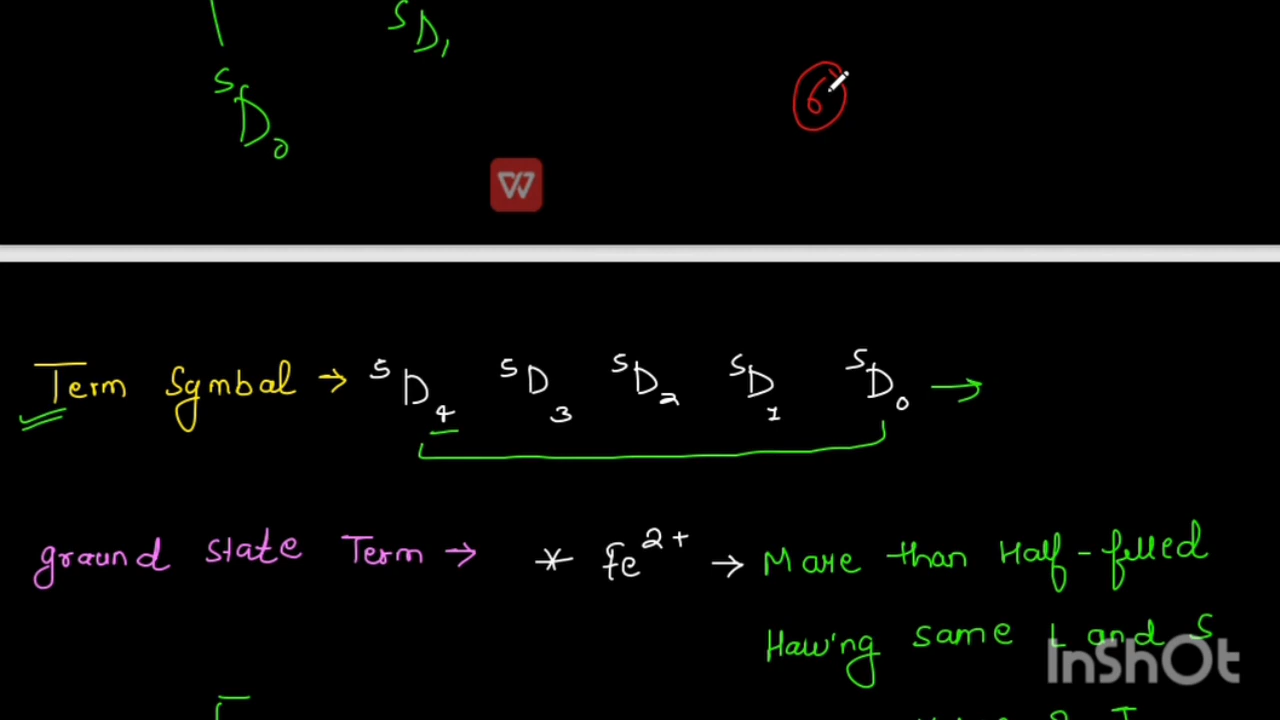 ⁵D₁
⁵D₀
6
Term Symbol → ⁵D₄ ⁵D₃ ⁵D₂ ⁵D₁ ⁵D₀ →
ground state Term → * Fe²⁺ → More than Half-filled
Having same L and S
InShOt